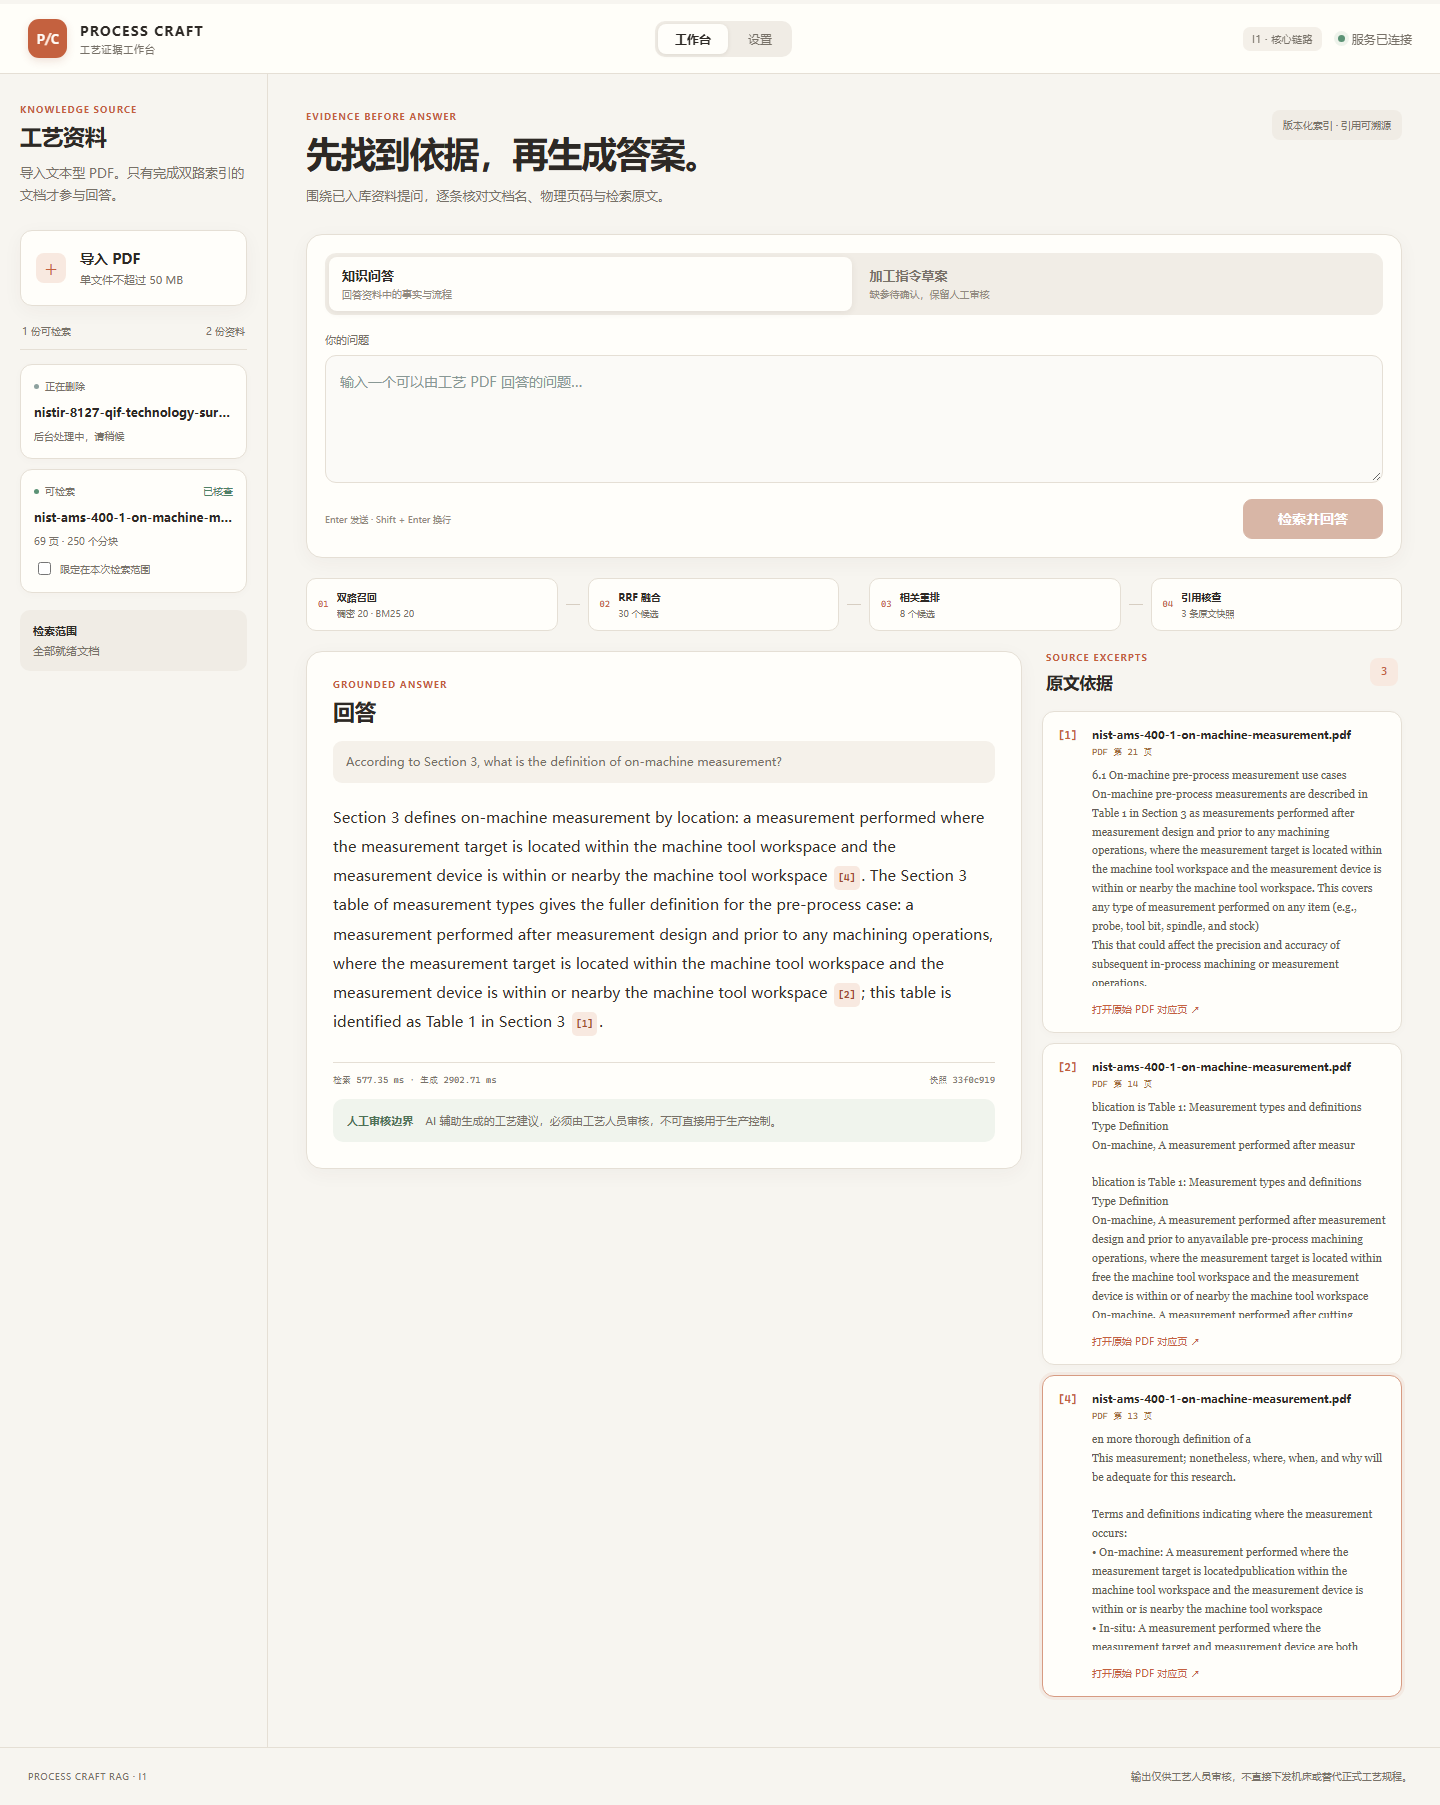 P/C
PROCESS CRAFT
工艺证据工作台
工作台
设置
I1 · 核心链路
服务已连接
KNOWLEDGE SOURCE
工艺资料
导入文本型 PDF。只有完成双路索引的
文档才参与回答。
+
导入 PDF
单文件不超过 50 MB
1 份可检索
2 份资料
正在删除
nistir-8127-qif-technology-sur...
后台处理中，请稍候
可检索
已核查
nist-ams-400-1-on-machine-m...
69 页 · 250 个分块
限定在本次检索范围
检索范围
全部就绪文档
EVIDENCE BEFORE ANSWER
先找到依据，再生成答案。
围绕已入库资料提问，逐条核对文档名、物理页码与检索原文。
版本化索引 · 引用可溯源
知识问答
回答资料中的事实与流程
加工指令草案
缺参待确认，保留人工审核
你的问题
输入一个可以由工艺 PDF 回答的问题...
Enter 发送 · Shift + Enter 换行
检索并回答
01
双路召回
稠密 20 · BM25 20
02
RRF 融合
30 个候选
03
相关重排
8 个候选
04
引用核查
3 条原文快照
GROUNDED ANSWER
回答
According to Section 3, what is the definition of on-machine measurement?
Section 3 defines on-machine measurement by location: a measurement performed where
the measurement target is located within the machine tool workspace and the
measurement device is within or nearby the machine tool workspace [4]. The Section 3
table of measurement types gives the fuller definition for the pre-process case: a
measurement performed after measurement design and prior to any machining operations,
where the measurement target is located within the machine tool workspace and the
measurement device is within or nearby the machine tool workspace [2]; this table is
identified as Table 1 in Section 3 [1].
检索 577.35 ms · 生成 2902.71 ms
快照 33f0c919
人工审核边界 AI 辅助生成的工艺建议，必须由工艺人员审核，不可直接用于生产控制。
SOURCE EXCERPTS
原文依据
3
[1]
nist-ams-400-1-on-machine-measurement.pdf
PDF 第 21 页
6.1 On-machine pre-process measurement use cases
On-machine pre-process measurements are described in
Table 1 in Section 3 as measurements performed after
measurement design and prior to any machining
operations, where the measurement target is located within
the machine tool workspace and the measurement device is
within or nearby the machine tool workspace. This covers
any type of measurement performed on any item (e.g.,
probe, tool bit, spindle, and stock)
This that could affect the precision and accuracy of
subsequent in-process machining or measurement
operations.
打开原始 PDF 对应页 ↗
[2]
nist-ams-400-1-on-machine-measurement.pdf
PDF 第 14 页
blication is Table 1: Measurement types and definitions
Type Definition
On-machine, A measurement performed after measur
blication is Table 1: Measurement types and definitions
Type Definition
On-machine, A measurement performed after measurement
design and prior to anyavailable pre-process machining
operations, where the measurement target is located within
free the machine tool workspace and the measurement
device is within or of nearby the machine tool workspace
On-machine. A measurement performed after cutting
打开原始 PDF 对应页 ↗
[4]
nist-ams-400-1-on-machine-measurement.pdf
PDF 第 13 页
en more thorough definition of a
This measurement; nonetheless, where, when, and why will
be adequate for this research.
Terms and definitions indicating where the measurement
occurs:
• On-machine: A measurement performed where the
measurement target is locatedpublication within the
machine tool workspace and the measurement device is
within or is nearby the machine tool workspace
• In-situ: A measurement performed where the
measurement target and measurement device are both
打开原始 PDF 对应页 ↗
PROCESS CRAFT RAG · I1
输出仅供工艺人员审核，不直接下发机床或替代正式工艺规程。